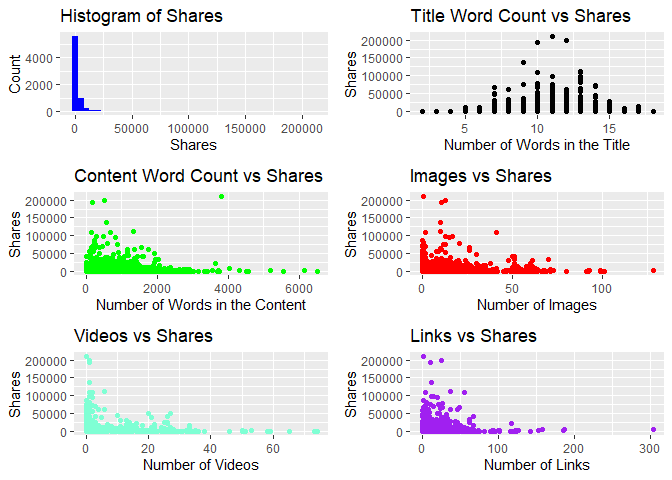 Histogram of Shares
Count
4000
2000
0
0 50000 100000 150000 200000
Shares
Title Word Count vs Shares
Shares
200000
150000
100000
50000
0
5 10 15
Number of Words in the Title
Content Word Count vs Shares
Shares
200000
150000
100000
50000
0
0 2000 4000 6000
Number of Words in the Content
Images vs Shares
Shares
200000
150000
100000
50000
0
0 50 100
Number of Images
Videos vs Shares
Shares
200000
150000
100000
50000
0
0 20 40 60
Number of Videos
Links vs Shares
Shares
200000
150000
100000
50000
0
0 100 200 300
Number of Links